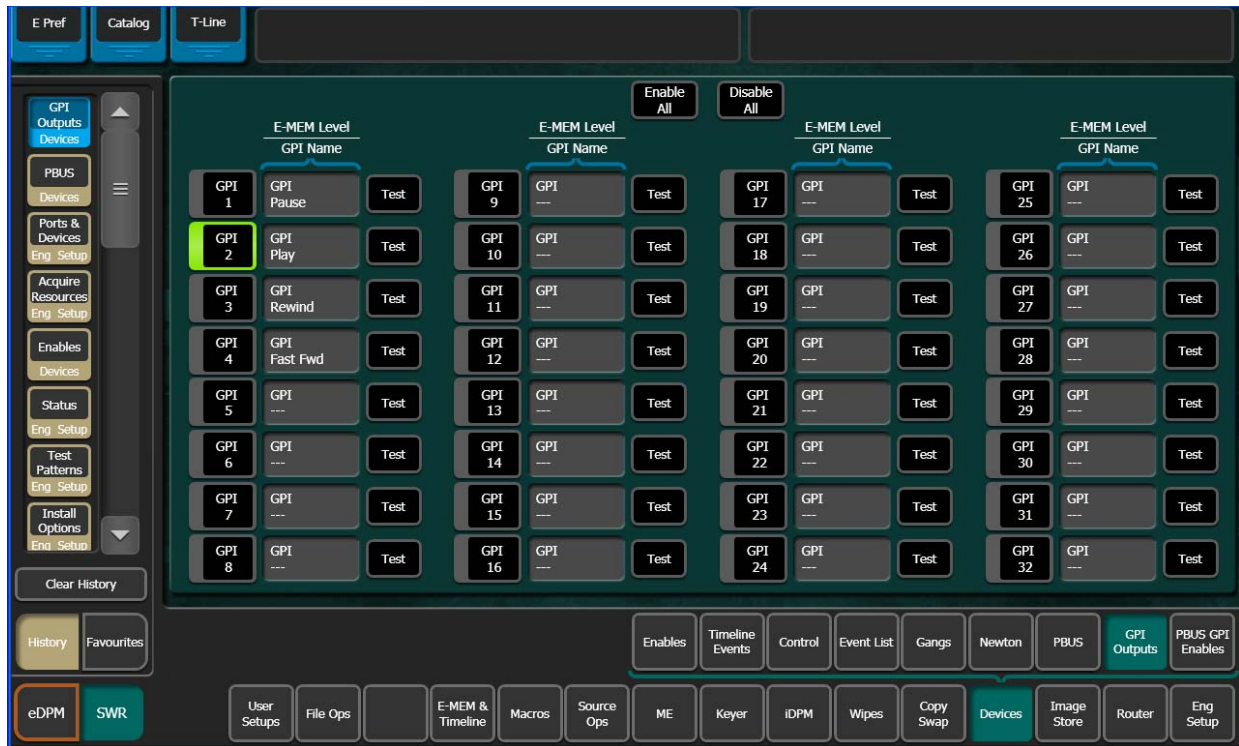 E Pref
Catalog
T-Line
GPI
Outputs
Devices
PBUS
Devices
Ports &
Devices
Eng Setup
Acquire
Resources
Eng Setup
Enables
Devices
Status
Eng Setup
Test
Patterns
Eng Setup
Install
Options
Eng Setup
Clear History
History
Favourites
eDPM
SWR
Enable
All
Disable
All
E-MEM Level
GPI Name
E-MEM Level
GPI Name
E-MEM Level
GPI Name
E-MEM Level
GPI Name
GPI
1
GPI
Pause
Test
GPI
9
GPI
---
Test
GPI
17
GPI
---
Test
GPI
25
GPI
---
Test
GPI
2
GPI
Play
Test
GPI
10
GPI
---
Test
GPI
18
GPI
---
Test
GPI
26
GPI
---
Test
GPI
3
GPI
Rewind
Test
GPI
11
GPI
---
Test
GPI
19
GPI
---
Test
GPI
27
GPI
---
Test
GPI
4
GPI
Fast Fwd
Test
GPI
12
GPI
---
Test
GPI
20
GPI
---
Test
GPI
28
GPI
---
Test
GPI
5
GPI
---
Test
GPI
13
GPI
---
Test
GPI
21
GPI
---
Test
GPI
29
GPI
---
Test
GPI
6
GPI
---
Test
GPI
14
GPI
---
Test
GPI
22
GPI
---
Test
GPI
30
GPI
---
Test
GPI
7
GPI
---
Test
GPI
15
GPI
---
Test
GPI
23
GPI
---
Test
GPI
31
GPI
---
Test
GPI
8
GPI
---
Test
GPI
16
GPI
---
Test
GPI
24
GPI
---
Test
GPI
32
GPI
---
Test
Enables
Timeline
Events
Control
Event List
Gangs
Newton
PBUS
GPI
Outputs
PBUS GPI
Enables
User
Setups
File Ops
E-MEM &
Timeline
Macros
Source
Ops
ME
Keyer
iDPM
Wipes
Copy
Swap
Devices
Image
Store
Router
Eng
Setup